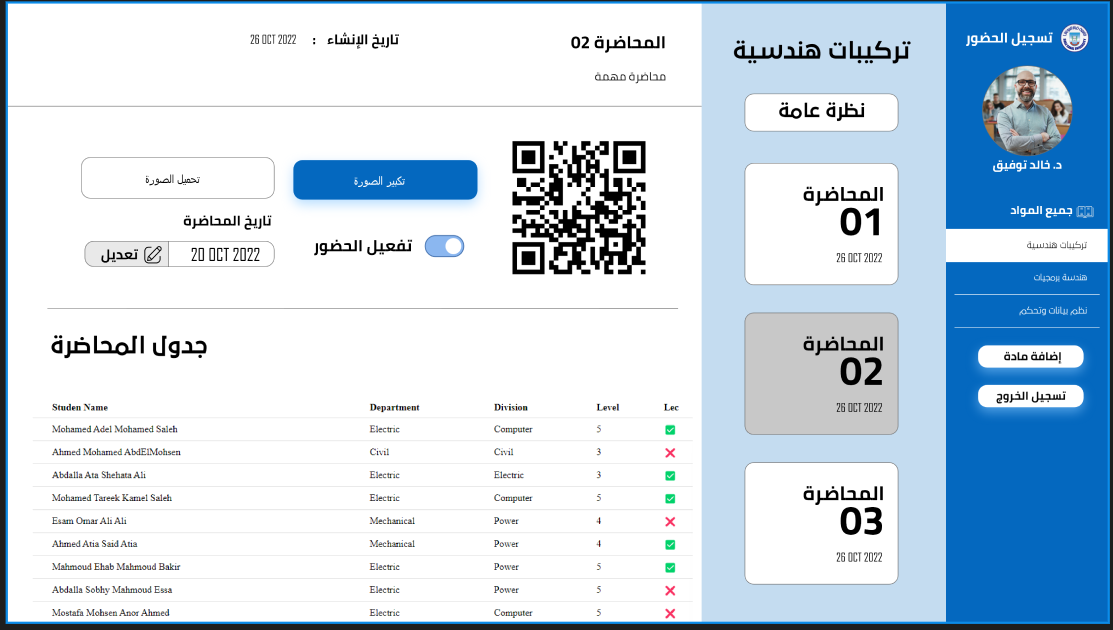 تسجيل الحضور
د. خالد توفيق
جميع المواد
تركيبات هندسية
هندسة برمجيات
نظم بيانات وتحكم
إضافة مادة
تسجيل الخروج
تركيبات هندسية
نظرة عامة
المحاضرة
01
26 OCT 2022
المحاضرة
02
26 OCT 2022
المحاضرة
03
26 OCT 2022
المحاضرة 02
تاريخ الإنشاء : 26 OCT 2022
محاضرة مهمة
تكبير الصورة
تحميل الصورة
تفعيل الحضور
تاريخ المحاضرة
20 OCT 2022 تعديل
جدول المحاضرة
Studen Name Department Division Level Lec
Mohamed Adel Mohamed Saleh Electric Computer 5
Ahmed Mohamed AbdElMohsen Civil Civil 3
Abdalla Ata Shehata Ali Electric Electric 3
Mohamed Tareek Kamel Saleh Electric Computer 5
Esam Omar Ali Ali Mechanical Power 4
Ahmed Atia Said Atia Mechanical Power 4
Mahmoud Ehab Mahmoud Bakir Electric Power 5
Abdalla Sobhy Mahmoud Essa Electric Power 5
Mostafa Mohsen Anor Ahmed Electric Computer 5